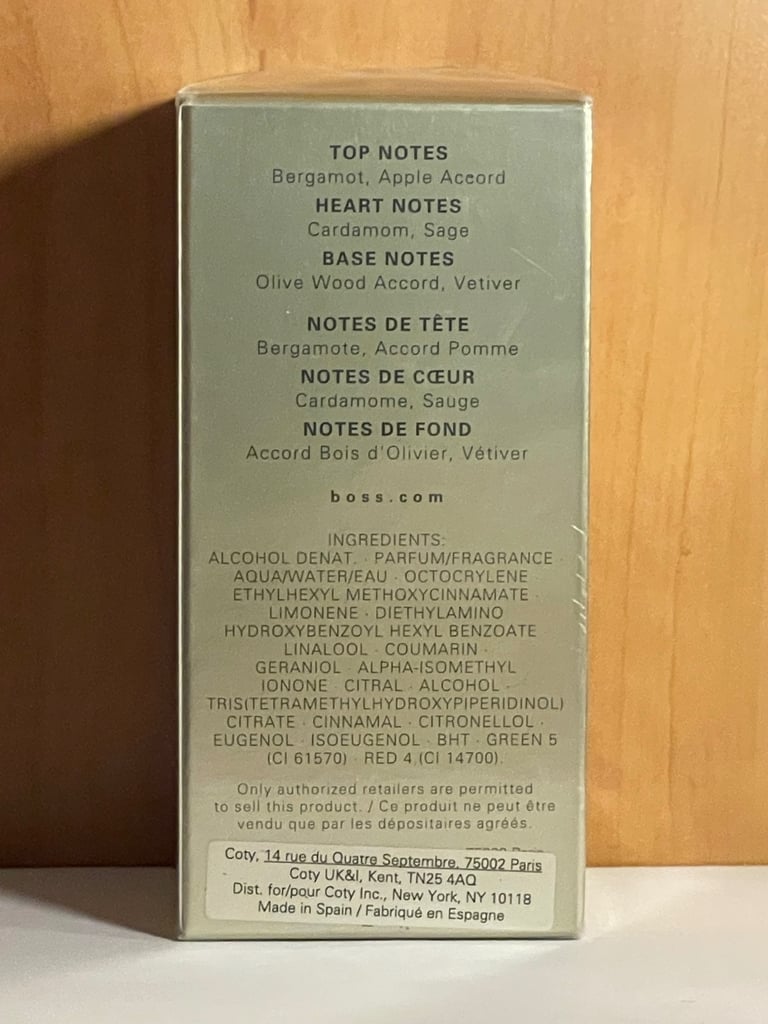 TOP NOTES
Bergamot, Apple Accord
HEART NOTES
Cardamom, Sage
BASE NOTES
Olive Wood Accord, Vetiver
NOTES DE TÊTE
Bergamote, Accord Pomme
NOTES DE CŒUR
Cardamome, Sauge
NOTES DE FOND
Accord Bois d'Olivier, Vétiver
boss.com
INGREDIENTS:
ALCOHOL DENAT. · PARFUM/FRAGRANCE ·
AQUA/WATER/EAU · OCTOCRYLENE ·
ETHYLHEXYL METHOXYCINNAMATE ·
LIMONENE · DIETHYLAMINO
HYDROXYBENZOYL HEXYL BENZOATE ·
LINALOOL · COUMARIN ·
GERANIOL · ALPHA-ISOMETHYL
IONONE · CITRAL · ALCOHOL ·
TRIS(TETRAMETHYLHYDROXYPIPERIDINOL)
CITRATE · CINNAMAL · CITRONELLOL ·
EUGENOL · ISOEUGENOL · BHT · GREEN 5
(CI 61570) · RED 4 (CI 14700).
Only authorized retailers are permitted
to sell this product. / Ce produit ne peut être
vendu que par les dépositaires agréés.
Coty, 14 rue du Quatre Septembre, 75002 Paris
Coty UK&I, Kent, TN25 4AQ
Dist. for/pour Coty Inc., New York, NY 10118
Made in Spain / Fabriqué en Espagne